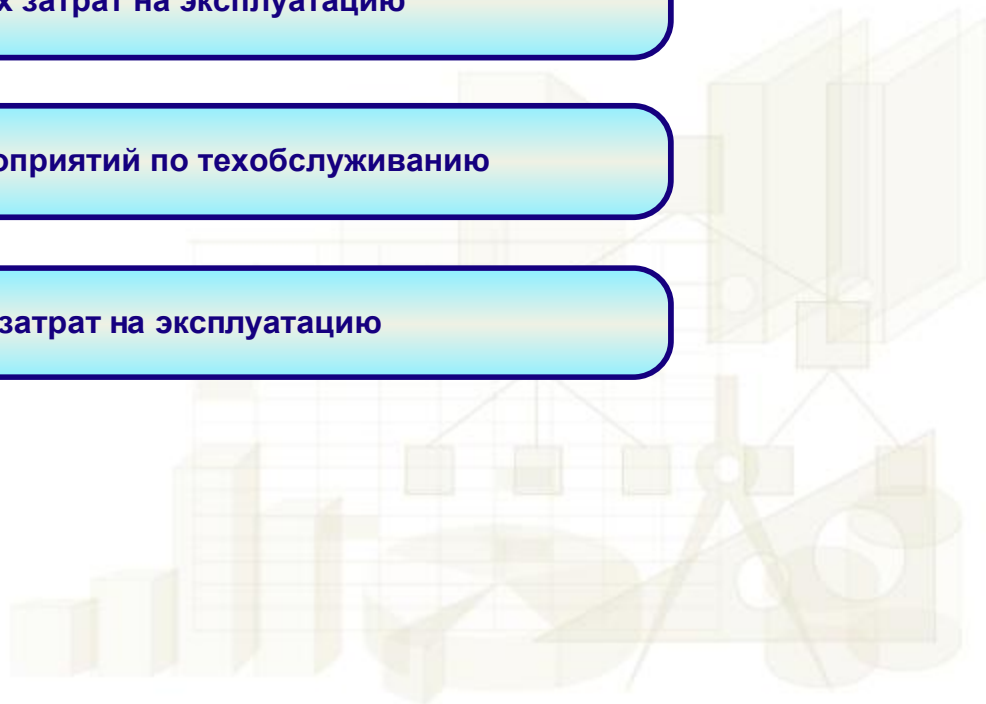 х затрат на эксплуатацию
оприятий по техобслуживанию
затрат на эксплуатацию